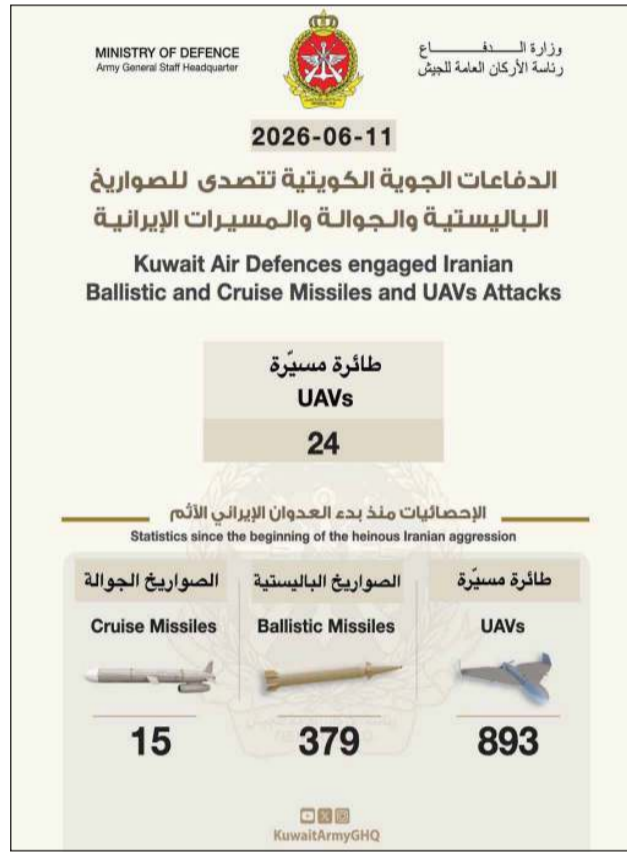 MINISTRY OF DEFENCE
Army General Staff Headquarter
وزارة الـــدفـــــاع
رئاسة الأركان العامة للجيش
2026-06-11
الدفاعات الجوية الكويتية تتصدى للصواريخ
الباليستية والجوالة والمسيرات الإيرانية
Kuwait Air Defences engaged Iranian
Ballistic and Cruise Missiles and UAVs Attacks
طائرة مسيّرة
UAVs
24
الإحصائيات منذ بدء العدوان الإيراني الآثم
Statistics since the beginning of the heinous Iranian aggression
الصواريخ الجوالة
Cruise Missiles
15
الصواريخ الباليستية
Ballistic Missiles
379
طائرة مسيّرة
UAVs
893
KuwaitArmyGHQ